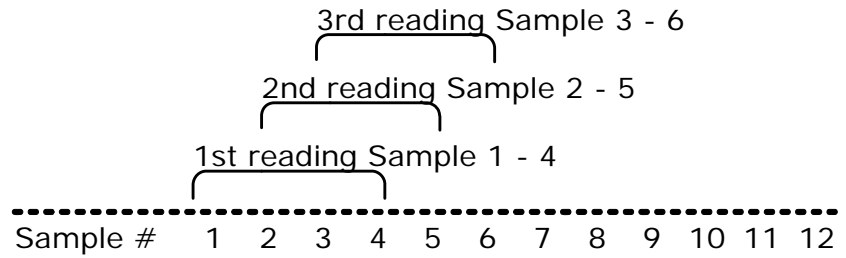 3rd reading Sample 3 - 6
2nd reading Sample 2 - 5
1st reading Sample 1 - 4
Sample # 1 2 3 4 5 6 7 8 9 10 11 12